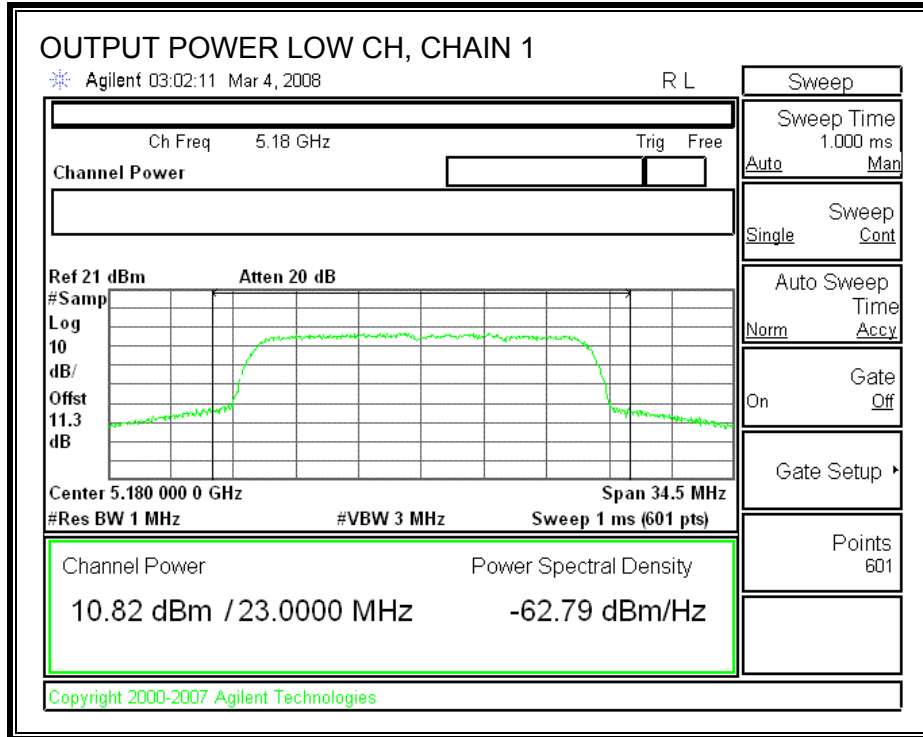 OUTPUT POWER LOW CH, CHAIN 1
Agilent 03:02:11 Mar 4, 2008 R L
Ch Freq 5.18 GHz Trig Free
Channel Power
Ref 21 dBm Atten 20 dB
#Samp
Log
10
dB/
Offst
11.3
dB
Center 5.180 000 0 GHz Span 34.5 MHz
#Res BW 1 MHz #VBW 3 MHz Sweep 1 ms (601 pts)
Channel Power Power Spectral Density
10.82 dBm / 23.0000 MHz -62.79 dBm/Hz
Copyright 2000-2007 Agilent Technologies
Sweep
Sweep Time
1.000 ms
Auto Man
Sweep
Single Cont
Auto Sweep
Time
Norm Accy
Gate
On Off
Gate Setup
Points
601